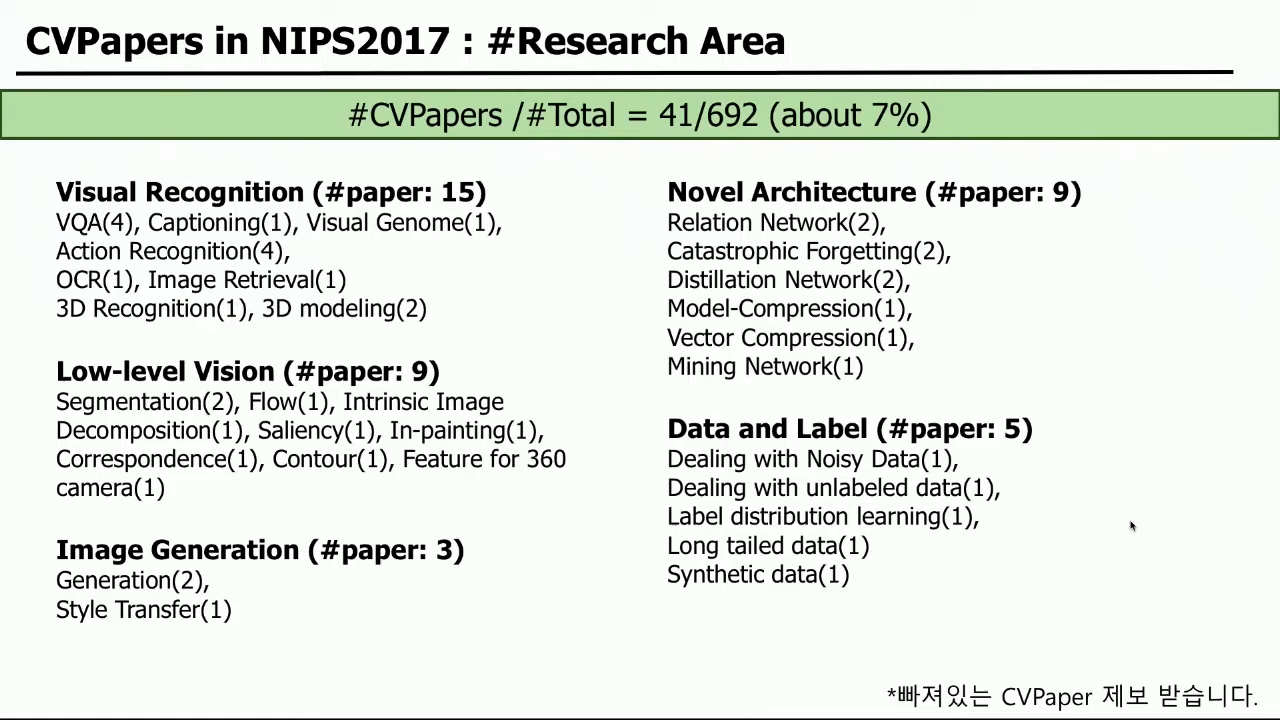 CVPapers in NIPS2017 : #Research Area
#CVPapers /#Total = 41/692 (about 7%)
Visual Recognition (#paper: 15)
VQA(4), Captioning(1), Visual Genome(1),
Action Recognition(4),
OCR(1), Image Retrieval(1)
3D Recognition(1), 3D modeling(2)
Low-level Vision (#paper: 9)
Segmentation(2), Flow(1), Intrinsic Image
Decomposition(1), Saliency(1), In-painting(1),
Correspondence(1), Contour(1), Feature for 360
camera(1)
Image Generation (#paper: 3)
Generation(2),
Style Transfer(1)
Novel Architecture (#paper: 9)
Relation Network(2),
Catastrophic Forgetting(2),
Distillation Network(2),
Model-Compression(1),
Vector Compression(1),
Mining Network(1)
Data and Label (#paper: 5)
Dealing with Noisy Data(1),
Dealing with unlabeled data(1),
Label distribution learning(1),
Long tailed data(1)
Synthetic data(1)
*빠져있는 CVPaper 제보 받습니다.